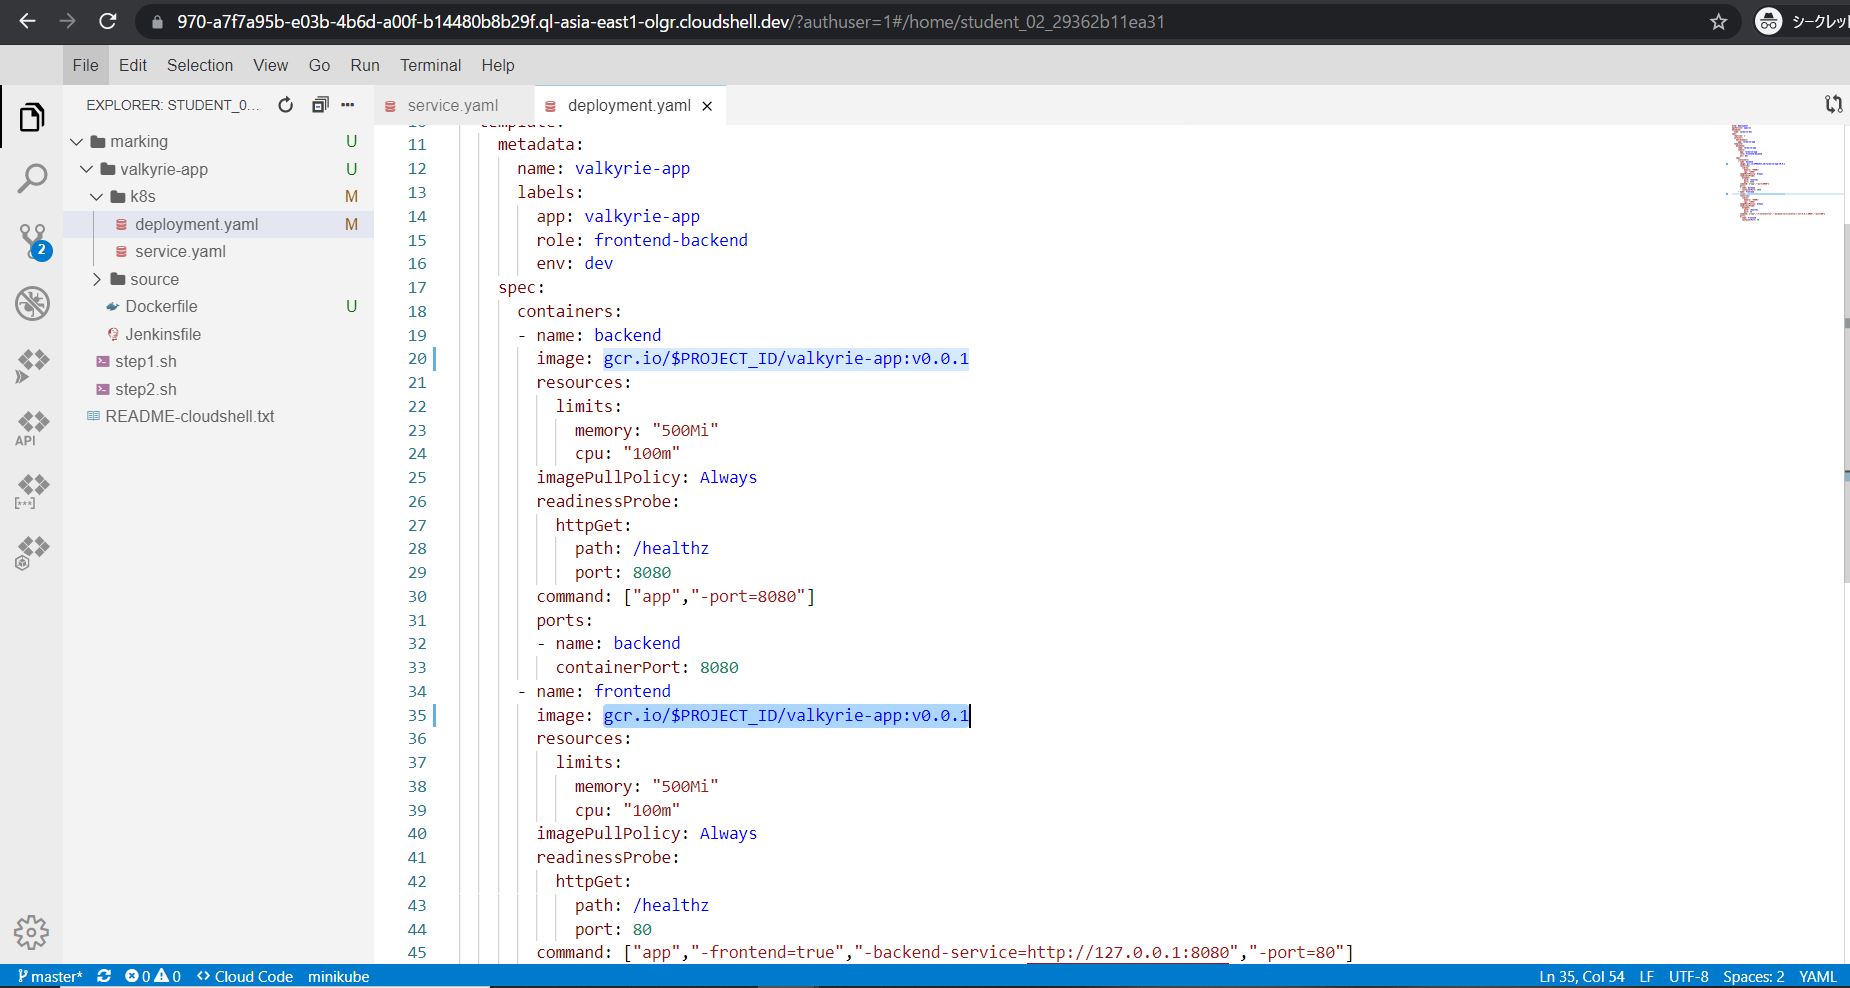 970-a7f7a95b-e03b-4b6d-a00f-b14480b8b29f.ql-asia-east1-olgr.cloudshell.dev/?authuser=1#/home/student_02_29362b11ea31
シークレッ
File Edit Selection View Go Run Terminal Help
EXPLORER: STUDENT_0...
service.yaml
deployment.yaml
marking U
valkyrie-app U
k8s M
deployment.yaml M
service.yaml
source
Dockerfile U
Jenkinsfile
step1.sh
step2.sh
README-cloudshell.txt
2
API
[***]
11 metadata:
12 name: valkyrie-app
13 labels:
14 app: valkyrie-app
15 role: frontend-backend
16 env: dev
17 spec:
18 containers:
19 - name: backend
20 image: gcr.io/$PROJECT_ID/valkyrie-app:v0.0.1
21 resources:
22 limits:
23 memory: "500Mi"
24 cpu: "100m"
25 imagePullPolicy: Always
26 readinessProbe:
27 httpGet:
28 path: /healthz
29 port: 8080
30 command: ["app","-port=8080"]
31 ports:
32 - name: backend
33 containerPort: 8080
34 - name: frontend
35 image: gcr.io/$PROJECT_ID/valkyrie-app:v0.0.1
36 resources:
37 limits:
38 memory: "500Mi"
39 cpu: "100m"
40 imagePullPolicy: Always
41 readinessProbe:
42 httpGet:
43 path: /healthz
44 port: 80
45 command: ["app","-frontend=true","-backend-service=http://127.0.0.1:8080","-port=80"]
master* 0 0 Cloud Code minikube
Ln 35, Col 54 LF UTF-8 Spaces: 2 YAML